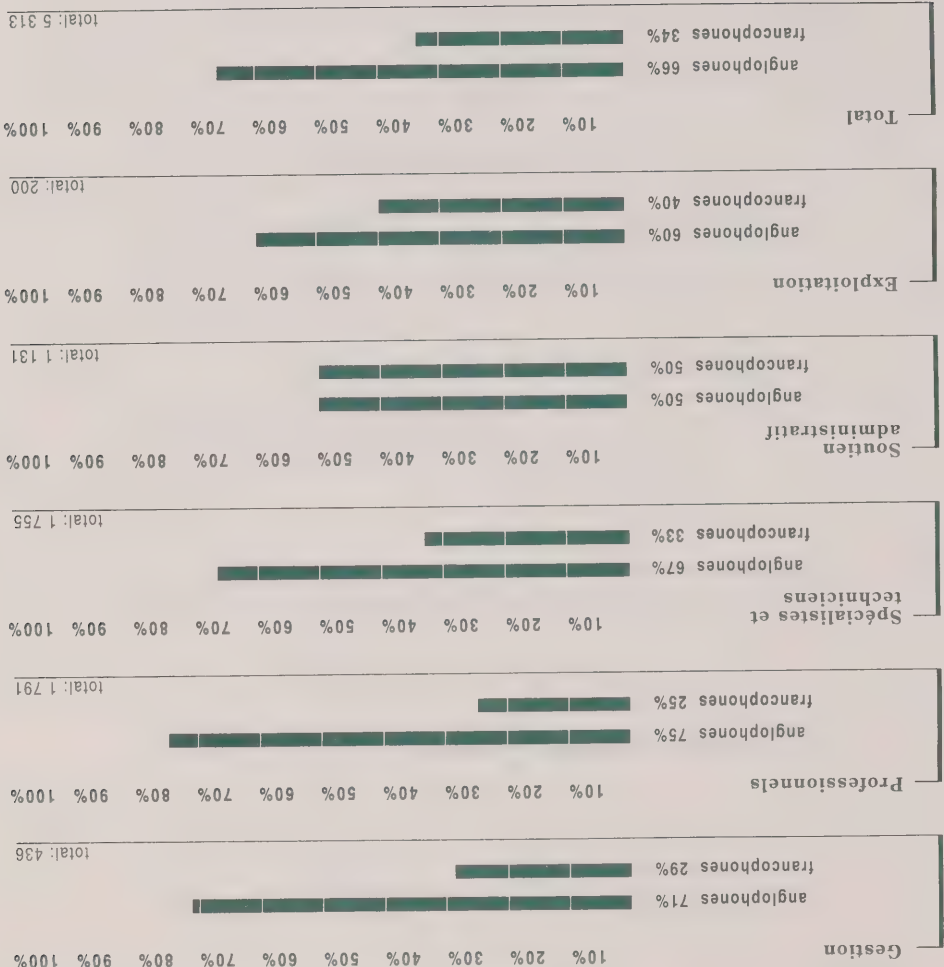 Gestion
10% 20% 30% 40% 50% 60% 70% 80% 90% 100%
anglophones 71%
francophones 29%
total: 436
Professionnels
10% 20% 30% 40% 50% 60% 70% 80% 90% 100%
anglophones 75%
francophones 25%
total: 1 791
Spécialistes et
techniciens
10% 20% 30% 40% 50% 60% 70% 80% 90% 100%
anglophones 67%
francophones 33%
total: 1 755
Soutien
administratif
10% 20% 30% 40% 50% 60% 70% 80% 90% 100%
anglophones 50%
francophones 50%
total: 1 131
Exploitation
10% 20% 30% 40% 50% 60% 70% 80% 90% 100%
anglophones 60%
francophones 40%
total: 200
Total
10% 20% 30% 40% 50% 60% 70% 80% 90% 100%
anglophones 66%
francophones 34%
total: 5 313